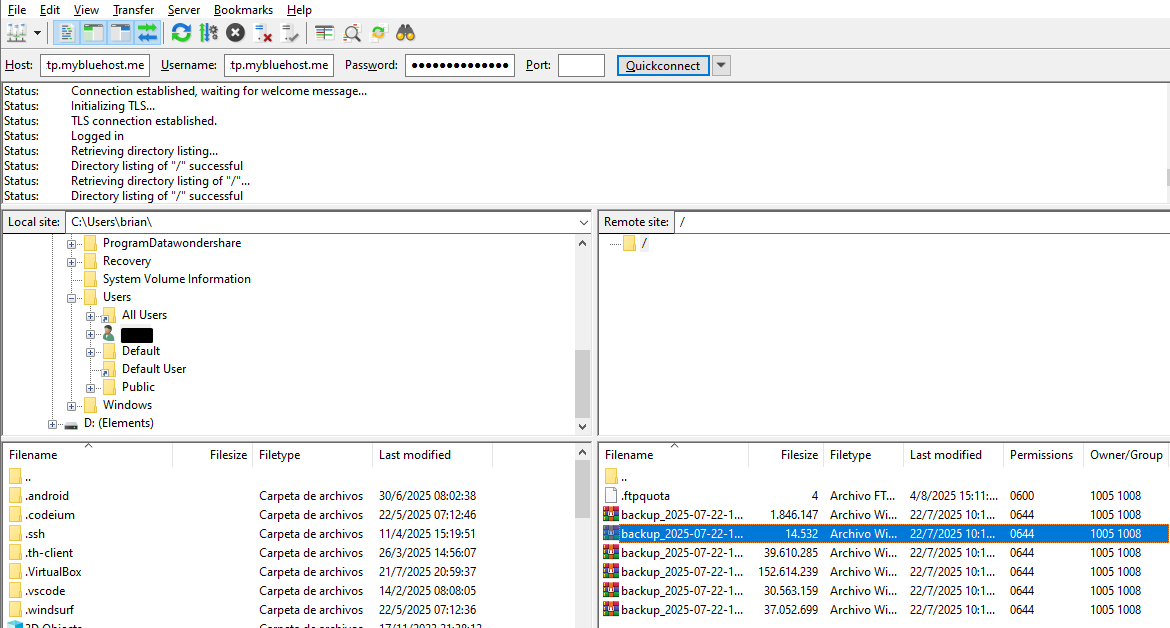 File Edit View Transfer Server Bookmarks Help
Host: tp.mybluehost.me Username: tp.mybluehost.me Password: ●●●●●●●●●●●●●● Port: Quickconnect
Status: Connection established, waiting for welcome message...
Status: Initializing TLS...
Status: TLS connection established.
Status: Logged in
Status: Retrieving directory listing...
Status: Directory listing of "/" successful
Status: Retrieving directory listing of "/"...
Status: Directory listing of "/" successful
Local site: C:\Users\brian\
ProgramDatawondershare
Recovery
System Volume Information
Users
All Users
Default
Default User
Public
Windows
D: (Elements)
Remote site: /
/
Filename Filesize Filetype Last modified
..
.android Carpeta de archivos 30/6/2025 08:02:38
.codeium Carpeta de archivos 22/5/2025 07:12:46
.ssh Carpeta de archivos 11/4/2025 15:19:51
.th-client Carpeta de archivos 26/3/2025 14:56:07
.VirtualBox Carpeta de archivos 21/7/2025 20:59:37
.vscode Carpeta de archivos 14/2/2025 08:08:05
.windsurf Carpeta de archivos 22/5/2025 07:12:36
Filename Filesize Filetype Last modified Permissions Owner/Group
..
.ftpquota 4 Archivo FT... 4/8/2025 15:11:... 0600 1005 1008
backup_2025-07-22-1... 1.846.147 Archivo Wi... 22/7/2025 10:1... 0644 1005 1008
backup_2025-07-22-1... 14.532 Archivo Wi... 22/7/2025 10:1... 0644 1005 1008
backup_2025-07-22-1... 39.610.285 Archivo Wi... 22/7/2025 10:1... 0644 1005 1008
backup_2025-07-22-1... 152.614.239 Archivo Wi... 22/7/2025 10:1... 0644 1005 1008
backup_2025-07-22-1... 30.563.159 Archivo Wi... 22/7/2025 10:1... 0644 1005 1008
backup_2025-07-22-1... 37.052.699 Archivo Wi... 22/7/2025 10:1... 0644 1005 1008